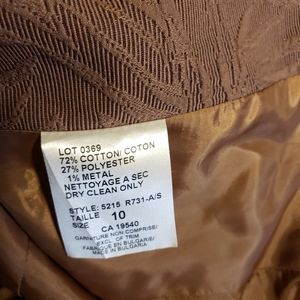 LOT 0369
72% COTTON/ COTON
27% POLYESTER
1% METAL
NETTOYAGE A SEC
DRY CLEAN ONLY
STYLE: 5215 R731-A/S
TAILLE 10
SIZE
CA 19540
GARNITURE NON COMPRISE/
EXCL. OF TRIM
FABRIQUE EN BULGARIE/
MADE IN BULGARIA